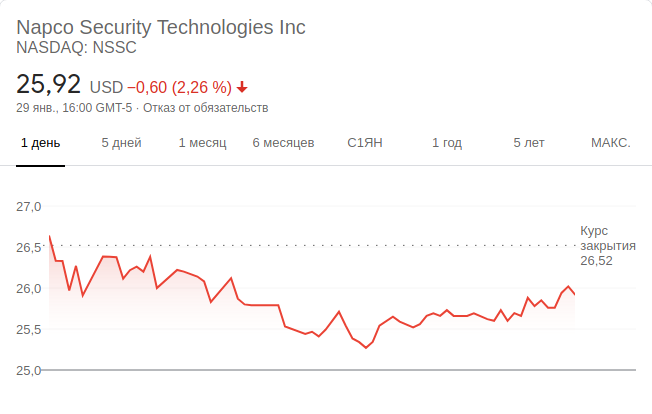 Napco Security Technologies Inc
NASDAQ: NSSC
25,92 USD −0,60 (2,26 %)
29 янв., 16:00 GMT-5 · Отказ от обязательств
1 день 5 дней 1 месяц 6 месяцев С1ЯН 1 год 5 лет МАКС.
27,0
26,5
26,0
25,5
25,0
Курс
закрытия
26,52